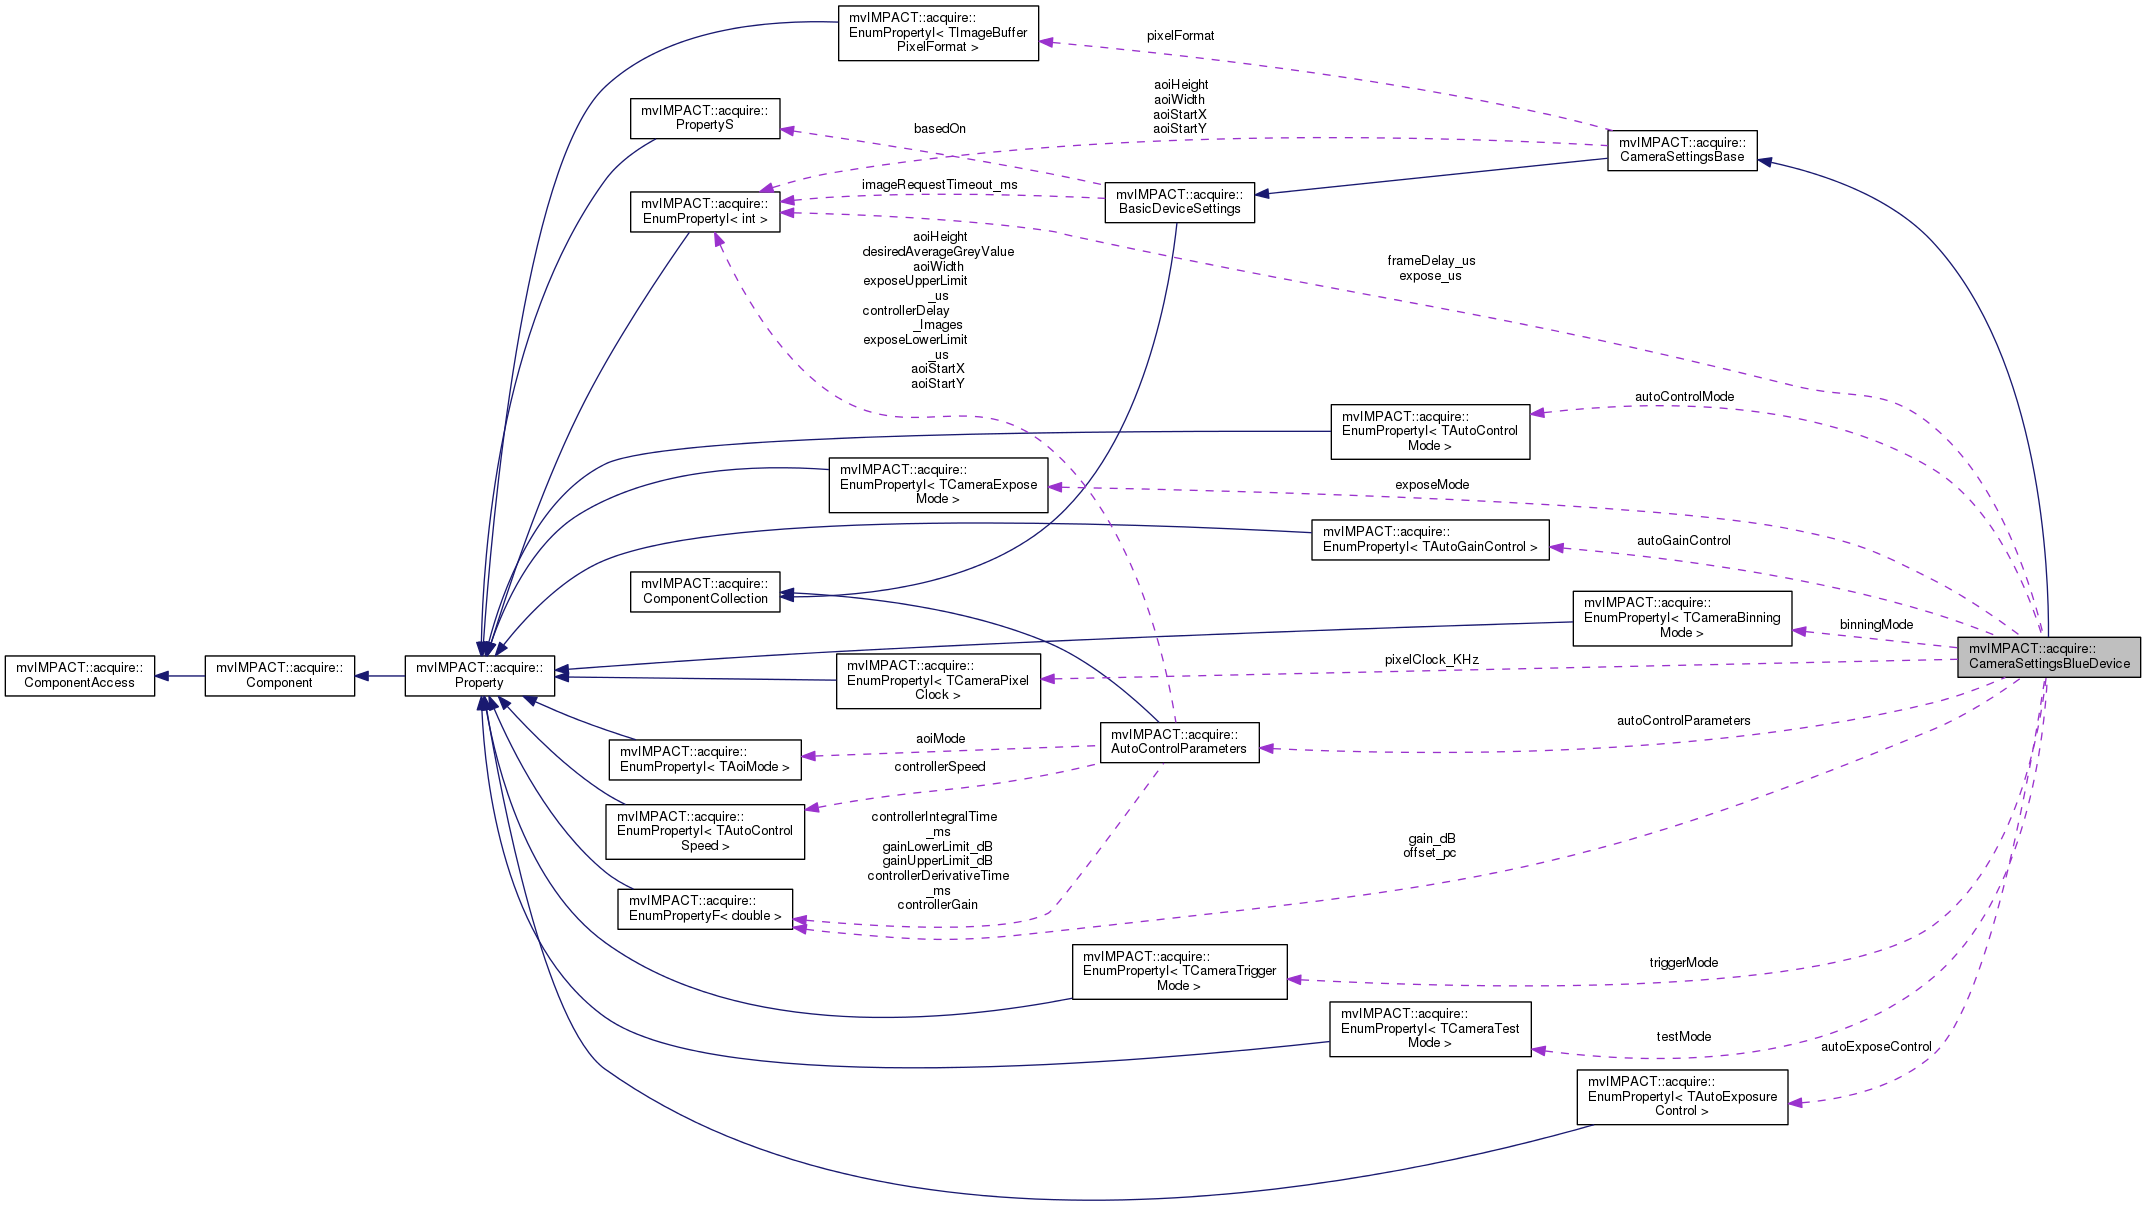 mvIMPACT::acquire::
EnumPropertyI< TImageBuffer
PixelFormat >
pixelFormat
aoiHeight
aoiWidth
aoiStartX
aoiStartY
mvIMPACT::acquire::
PropertyS
basedOn
mvIMPACT::acquire::
CameraSettingsBase
imageRequestTimeout_ms
mvIMPACT::acquire::
EnumPropertyI< int >
mvIMPACT::acquire::
BasicDeviceSettings
aoiHeight
desiredAverageGreyValue
aoiWidth
exposeUpperLimit
_us
controllerDelay
_Images
exposeLowerLimit
_us
aoiStartX
aoiStartY
frameDelay_us
expose_us
autoControlMode
mvIMPACT::acquire::
EnumPropertyI< TAutoControl
Mode >
mvIMPACT::acquire::
EnumPropertyI< TCameraExpose
Mode >
exposeMode
mvIMPACT::acquire::
EnumPropertyI< TAutoGainControl >
autoGainControl
mvIMPACT::acquire::
ComponentCollection
mvIMPACT::acquire::
EnumPropertyI< TCameraBinning
Mode >
binningMode
mvIMPACT::acquire::
CameraSettingsBlueDevice
mvIMPACT::acquire::
ComponentAccess
mvIMPACT::acquire::
Component
mvIMPACT::acquire::
Property
mvIMPACT::acquire::
EnumPropertyI< TCameraPixel
Clock >
pixelClock_KHz
mvIMPACT::acquire::
AutoControlParameters
autoControlParameters
mvIMPACT::acquire::
EnumPropertyI< TAoiMode >
aoiMode
controllerSpeed
mvIMPACT::acquire::
EnumPropertyI< TAutoControl
Speed >
controllerIntegralTime
_ms
gainLowerLimit_dB
gainUpperLimit_dB
controllerDerivativeTime
_ms
controllerGain
gain_dB
offset_pc
mvIMPACT::acquire::
EnumPropertyF< double >
mvIMPACT::acquire::
EnumPropertyI< TCameraTrigger
Mode >
triggerMode
mvIMPACT::acquire::
EnumPropertyI< TCameraTest
Mode >
testMode
autoExposeControl
mvIMPACT::acquire::
EnumPropertyI< TAutoExposure
Control >